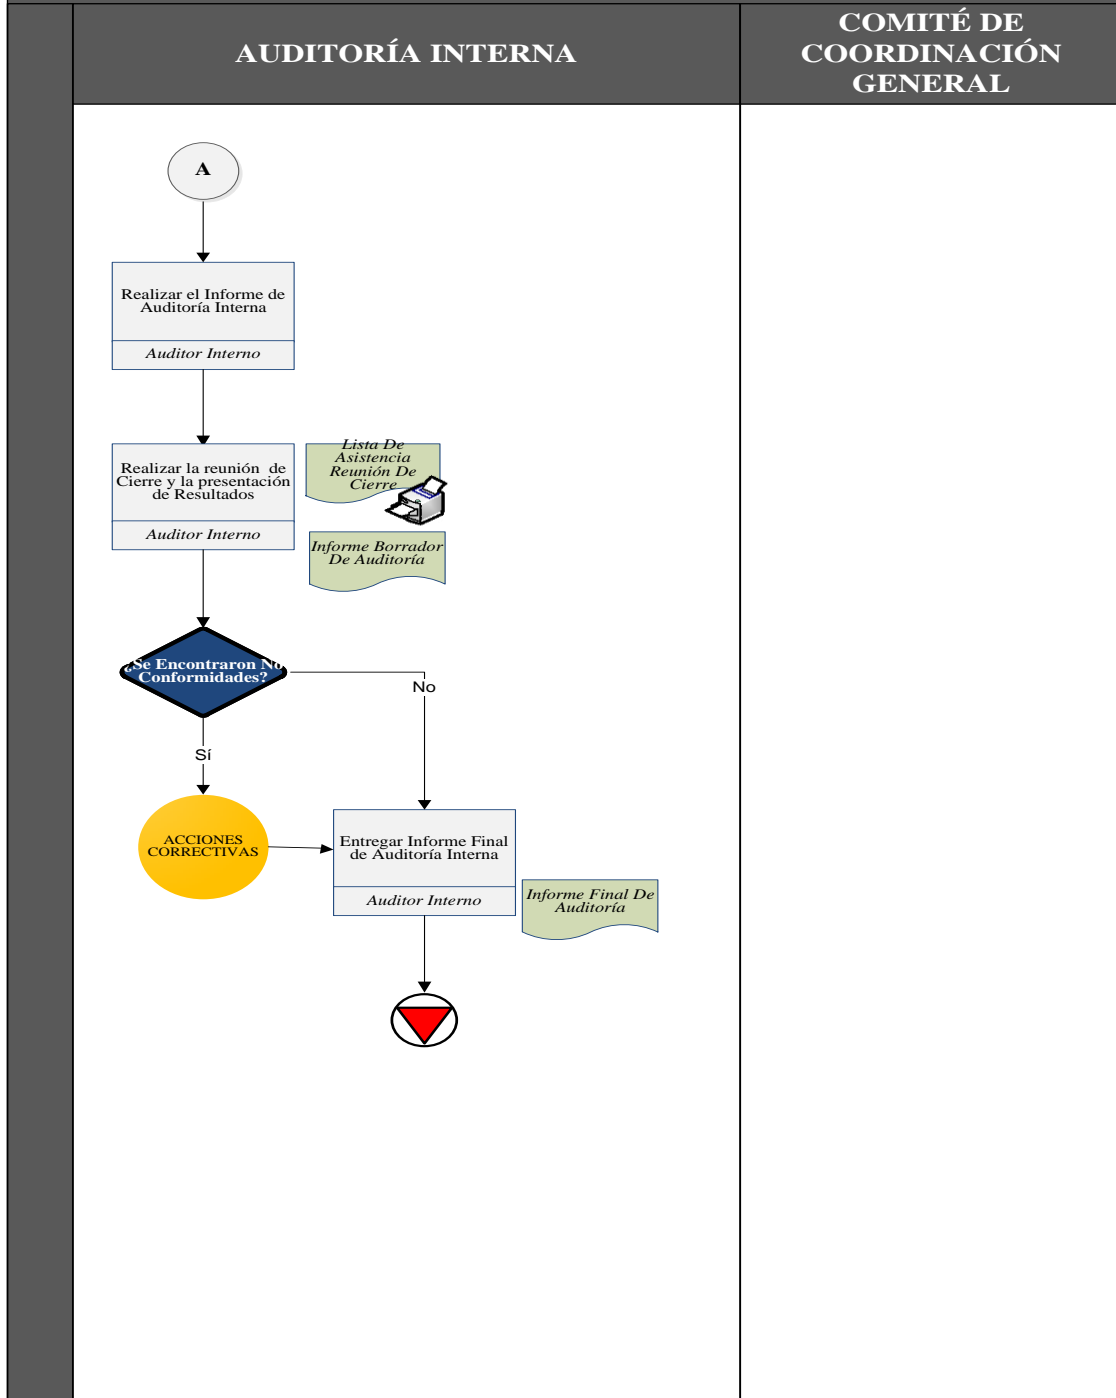 AUDITORÍA INTERNA
COMITÉ DE
COORDINACIÓN
GENERAL
A
Realizar el Informe de
Auditoría Interna
Auditor Interno
Realizar la reunión de
Cierre y la presentación
de Resultados
Auditor Interno
Lista De
Asistencia
Reunión De
Cierre
Informe Borrador
De Auditoría
¿Se Encontraron No
Conformidades?
No
Sí
ACCIONES
CORRECTIVAS
Entregar Informe Final
de Auditoría Interna
Auditor Interno
Informe Final De
Auditoría